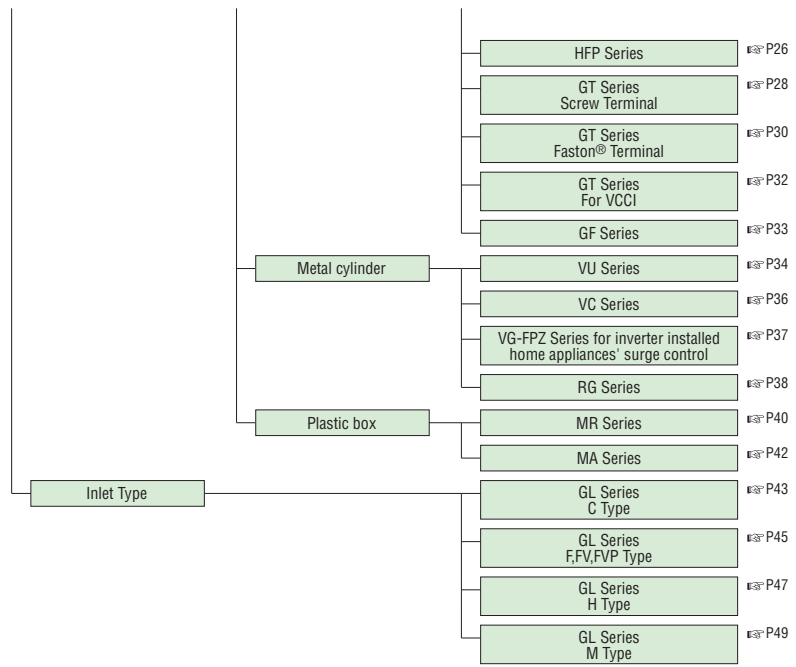 HFP Series
☞P26
GT Series
Screw Terminal
☞P28
GT Series
Faston® Terminal
☞P30
GT Series
For VCCI
☞P32
GF Series
☞P33
Metal cylinder
VU Series
☞P34
VC Series
☞P36
VG-FPZ Series for inverter installed
home appliances' surge control
☞P37
RG Series
☞P38
Plastic box
MR Series
☞P40
MA Series
☞P42
Inlet Type
GL Series
C Type
☞P43
GL Series
F,FV,FVP Type
☞P45
GL Series
H Type
☞P47
GL Series
M Type
☞P49